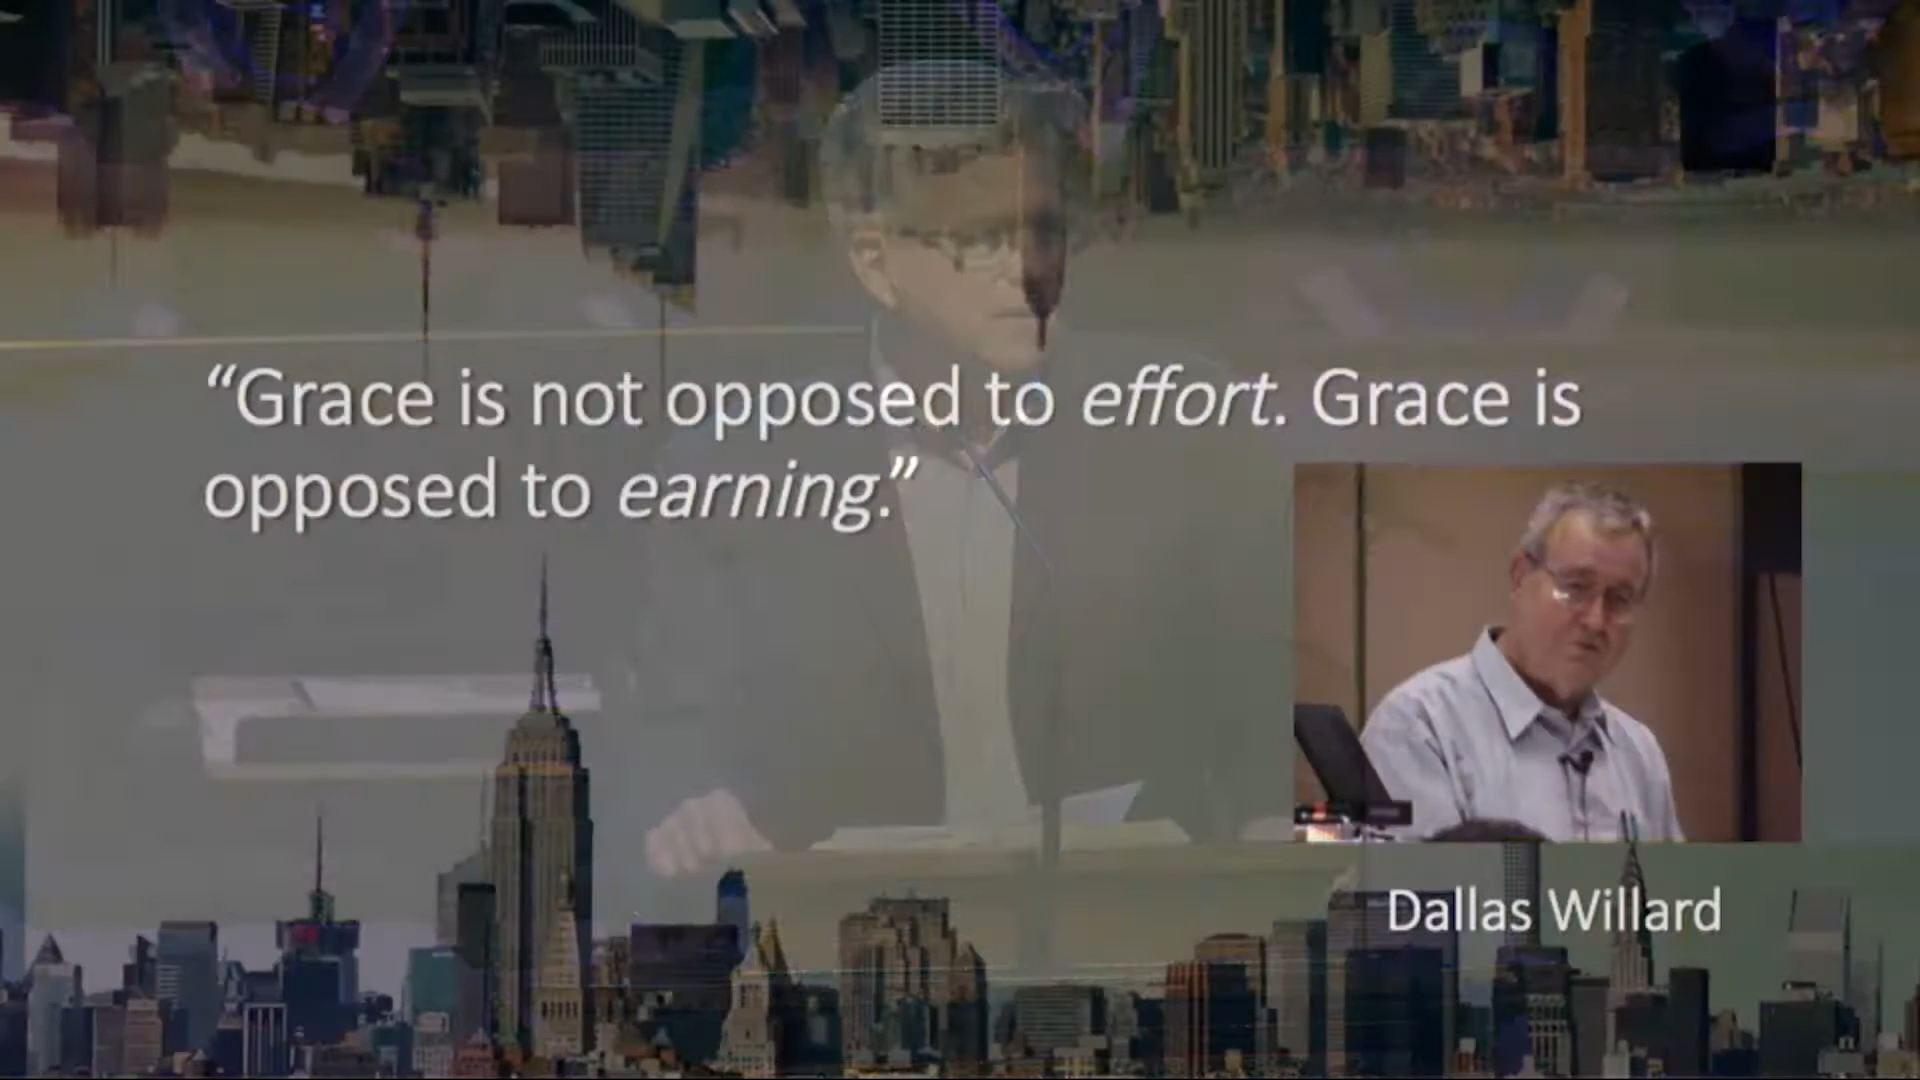 “Grace is not opposed to effort. Grace is
opposed to earning.”
Dallas Willard